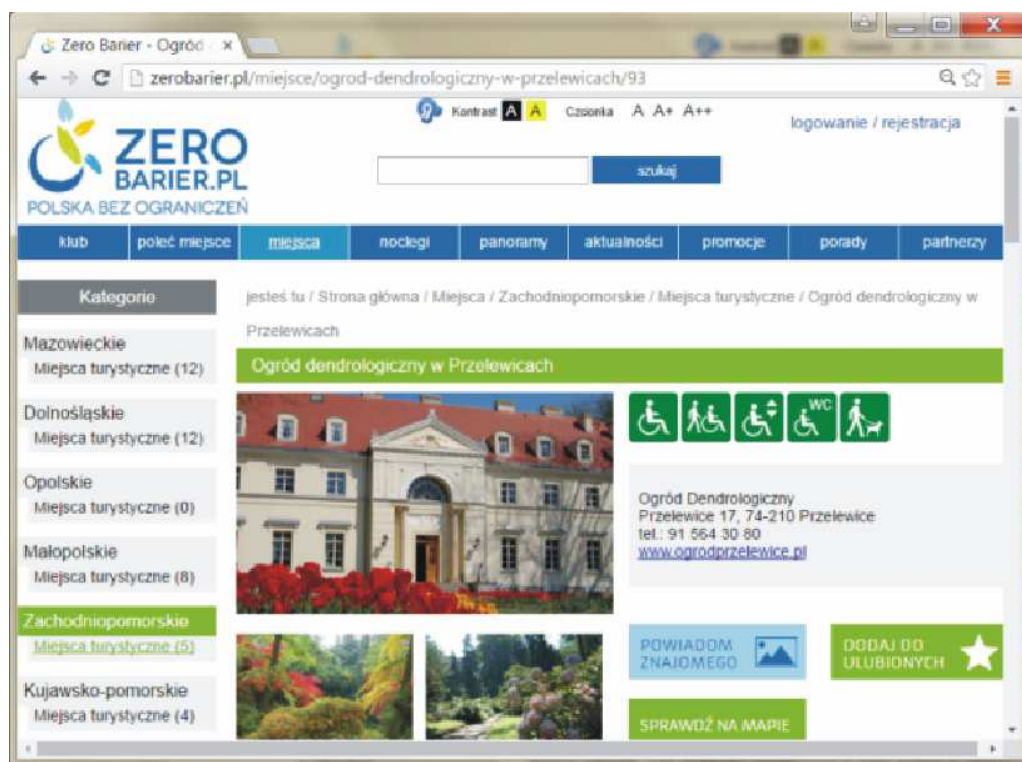 Zero Barier - Ogród
zerobarier.pl/miejsce/ogrod-dendrologiczny-w-przelewicach/93
Kontrast A A Czcionka A A+ A++
logowanie / rejestracja
ZERO
BARIER.PL
POLSKA BEZ OGRANICZEŃ
szukaj
klub poleć miejsce miejsca noclegi panoramy aktualności promocje porady partnerzy
Kategorie
Mazowieckie
Miejsca turystyczne (12)
Dolnośląskie
Miejsca turystyczne (12)
Opolskie
Miejsca turystyczne (0)
Małopolskie
Miejsca turystyczne (8)
Zachodniopomorskie
Miejsca turystyczne (5)
Kujawsko-pomorskie
Miejsca turystyczne (4)
jesteś tu / Strona główna / Miejsca / Zachodniopomorskie / Miejsca turystyczne / Ogród dendrologiczny w
Przelewicach
Ogród dendrologiczny w Przelewicach
WC
Ogród Dendrologiczny
Przelewice 17, 74-210 Przelewice
tel.: 91 564 30 80
www.ogrodprzelewice.pl
POWIADOM
ZNAJOMEGO
DODAJ DO
ULUBIONYCH
SPRAWDŹ NA MAPIE